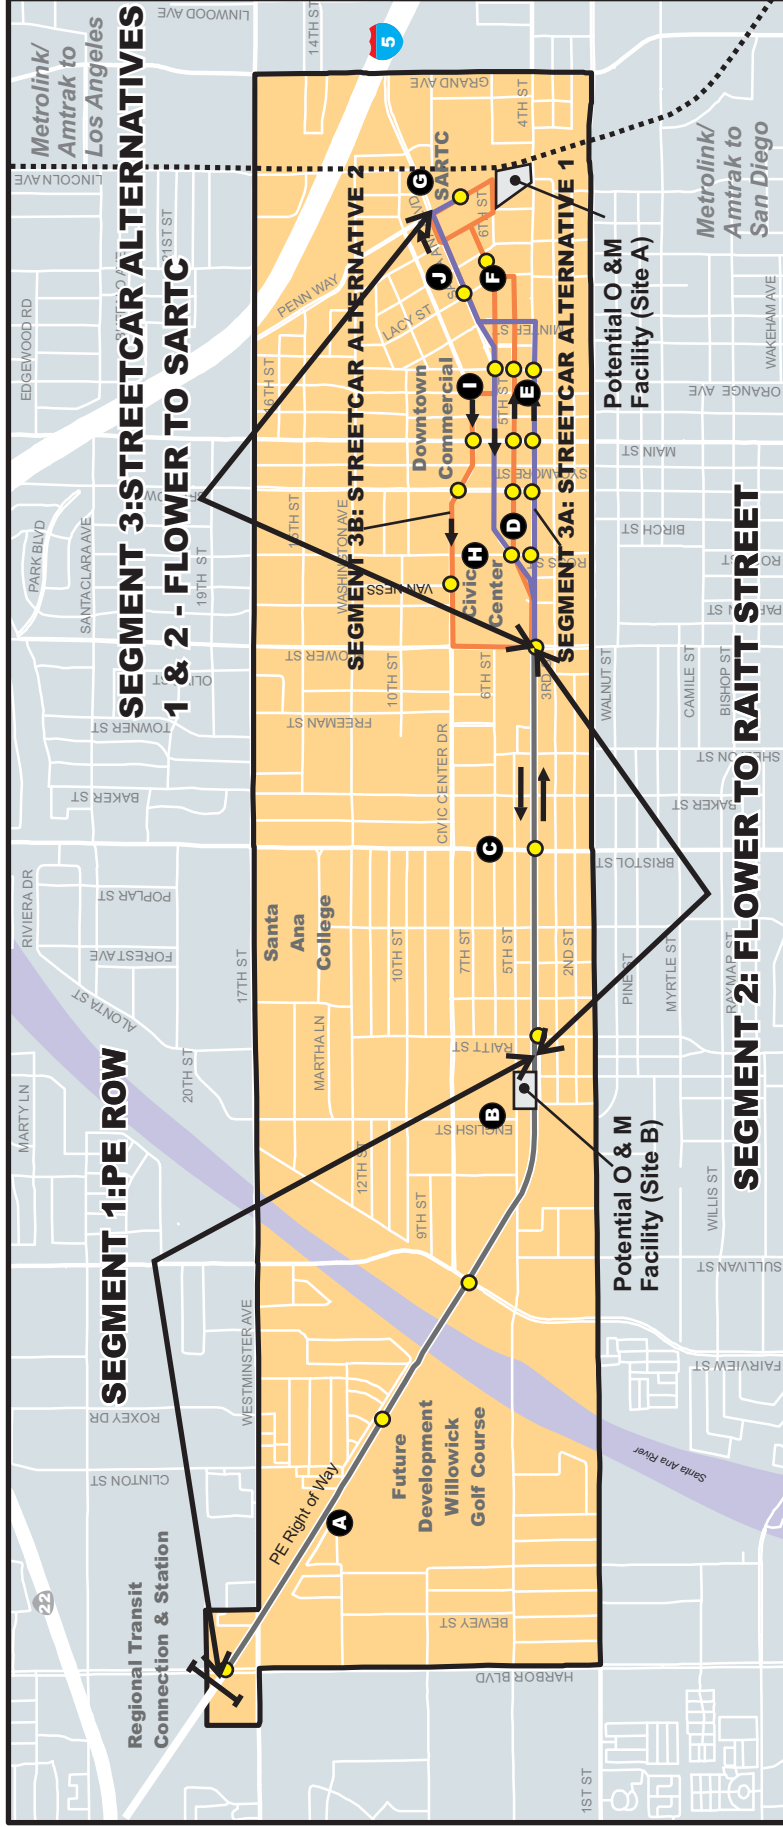 SEGMENT 1:PE ROW
SEGMENT 3:STREETCAR ALTERNATIVES
1 & 2 - FLOWER TO SARTC
SEGMENT 2: FLOWER TO RAITT STREET
SEGMENT 3B: STREETCAR ALTERNATIVE 2
SEGMENT 3A: STREETCAR ALTERNATIVE 1
Metrolink/
Amtrak to
Los Angeles
Metrolink/
Amtrak to
San Diego
Regional Transit
Connection & Station
PE Right of Way
Future
Development
Willowick
Golf Course
Santa
Ana
College
Civic
Center
Downtown
Commercial
SARTC
Potential O & M
Facility (Site B)
Potential O &M
Facility (Site A)
Santa Ana River
A
B
C
D
E
F
G
H
I
J
5
22
MARTY LN
RIVIERA DR
PARK BLVD
EDGEWOOD RD
LINCOLN AVE
LINWOOD AVE
ROXEY DR
CLINTON ST
ALONTA ST
FOREST AVE
POPLAR ST
BAKER ST
TOWNER ST
SANTA CLARA AVE
20TH ST
19TH ST
21ST ST
14TH ST
WESTMINSTER AVE
17TH ST
16TH ST
15TH ST
PENN WAY
LACY ST
GRAND AVE
4TH ST
MARTHA LN
12TH ST
10TH ST
10TH ST
9TH ST
7TH ST
6TH ST
6TH ST
5TH ST
5TH ST
2ND ST
FREEMAN ST
CIVIC CENTER DR
WASHINGTON AVE
VAN NESS
RAITT ST
ENGLISH ST
BEWEY ST
HARBOR BLVD
1ST ST
FAIRVIEW ST
SULLIVAN ST
WILLIS ST
PINE ST
MYRTLE ST
BRISTOL ST
BAKER ST
SHELTON ST
BISHOP ST
CAMILE ST
WALNUT ST
BIRCH ST
MAIN ST
ORANGE AVE
WAKEHAM AVE